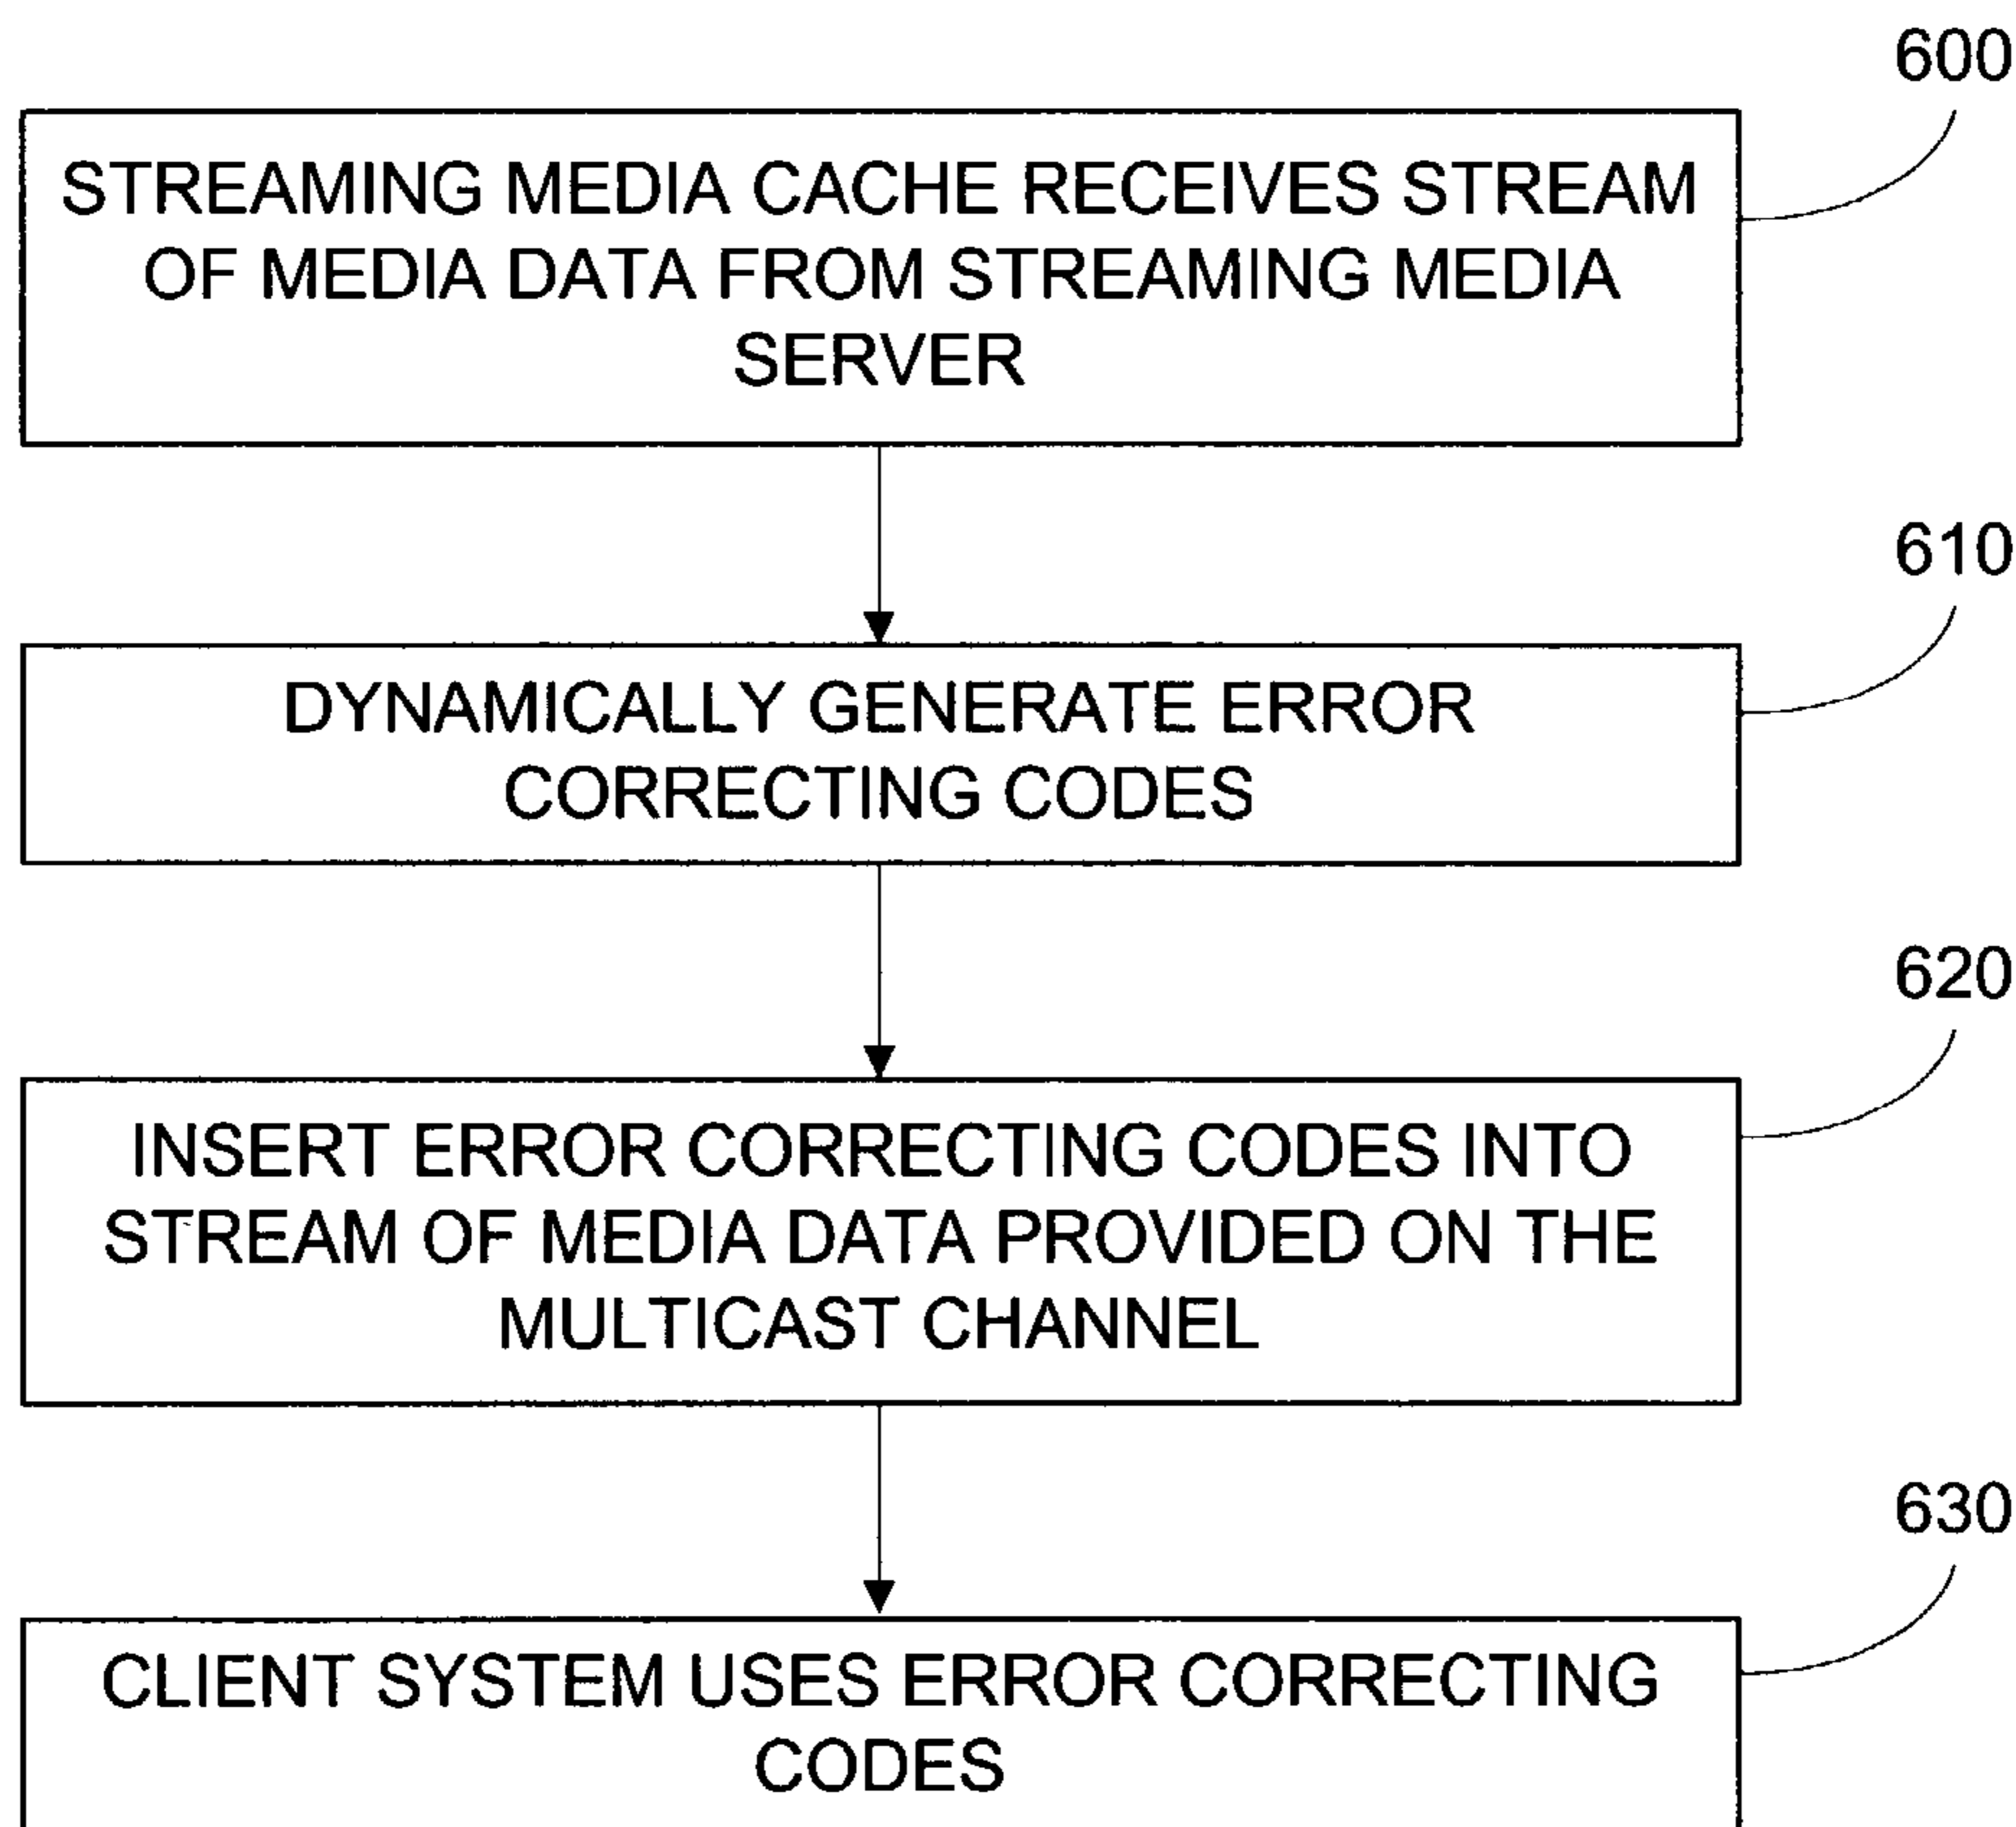 600
STREAMING MEDIA CACHE RECEIVES STREAM
OF MEDIA DATA FROM STREAMING MEDIA
SERVER
610
DYNAMICALLY GENERATE ERROR
CORRECTING CODES
620
INSERT ERROR CORRECTING CODES INTO
STREAM OF MEDIA DATA PROVIDED ON THE
MULTICAST CHANNEL
630
CLIENT SYSTEM USES ERROR CORRECTING
CODES